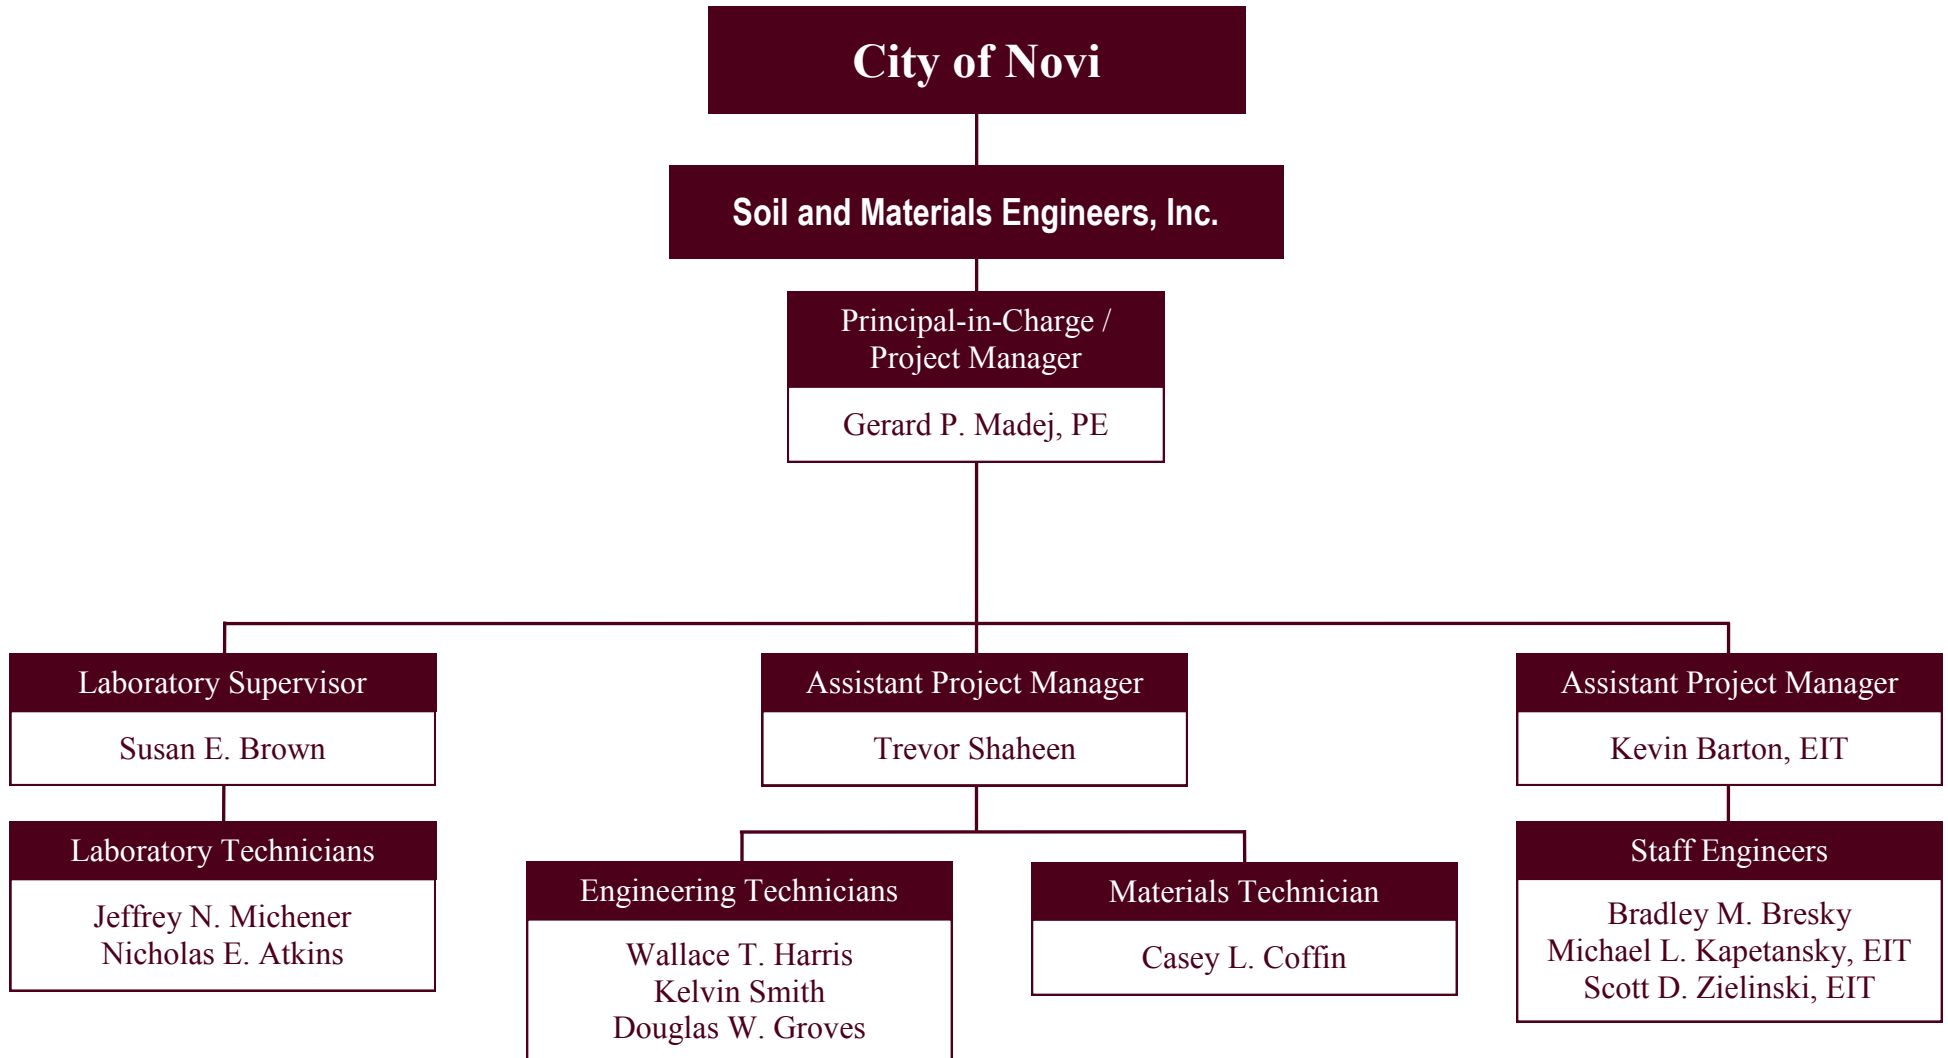 City of Novi
Soil and Materials Engineers, Inc.
Principal-in-Charge /
Project Manager
Gerard P. Madej, PE
Laboratory Supervisor
Susan E. Brown
Laboratory Technicians
Jeffrey N. Michener
Nicholas E. Atkins
Assistant Project Manager
Trevor Shaheen
Engineering Technicians
Wallace T. Harris
Kelvin Smith
Douglas W. Groves
Materials Technician
Casey L. Coffin
Assistant Project Manager
Kevin Barton, EIT
Staff Engineers
Bradley M. Bresky
Michael L. Kapetansky, EIT
Scott D. Zielinski, EIT